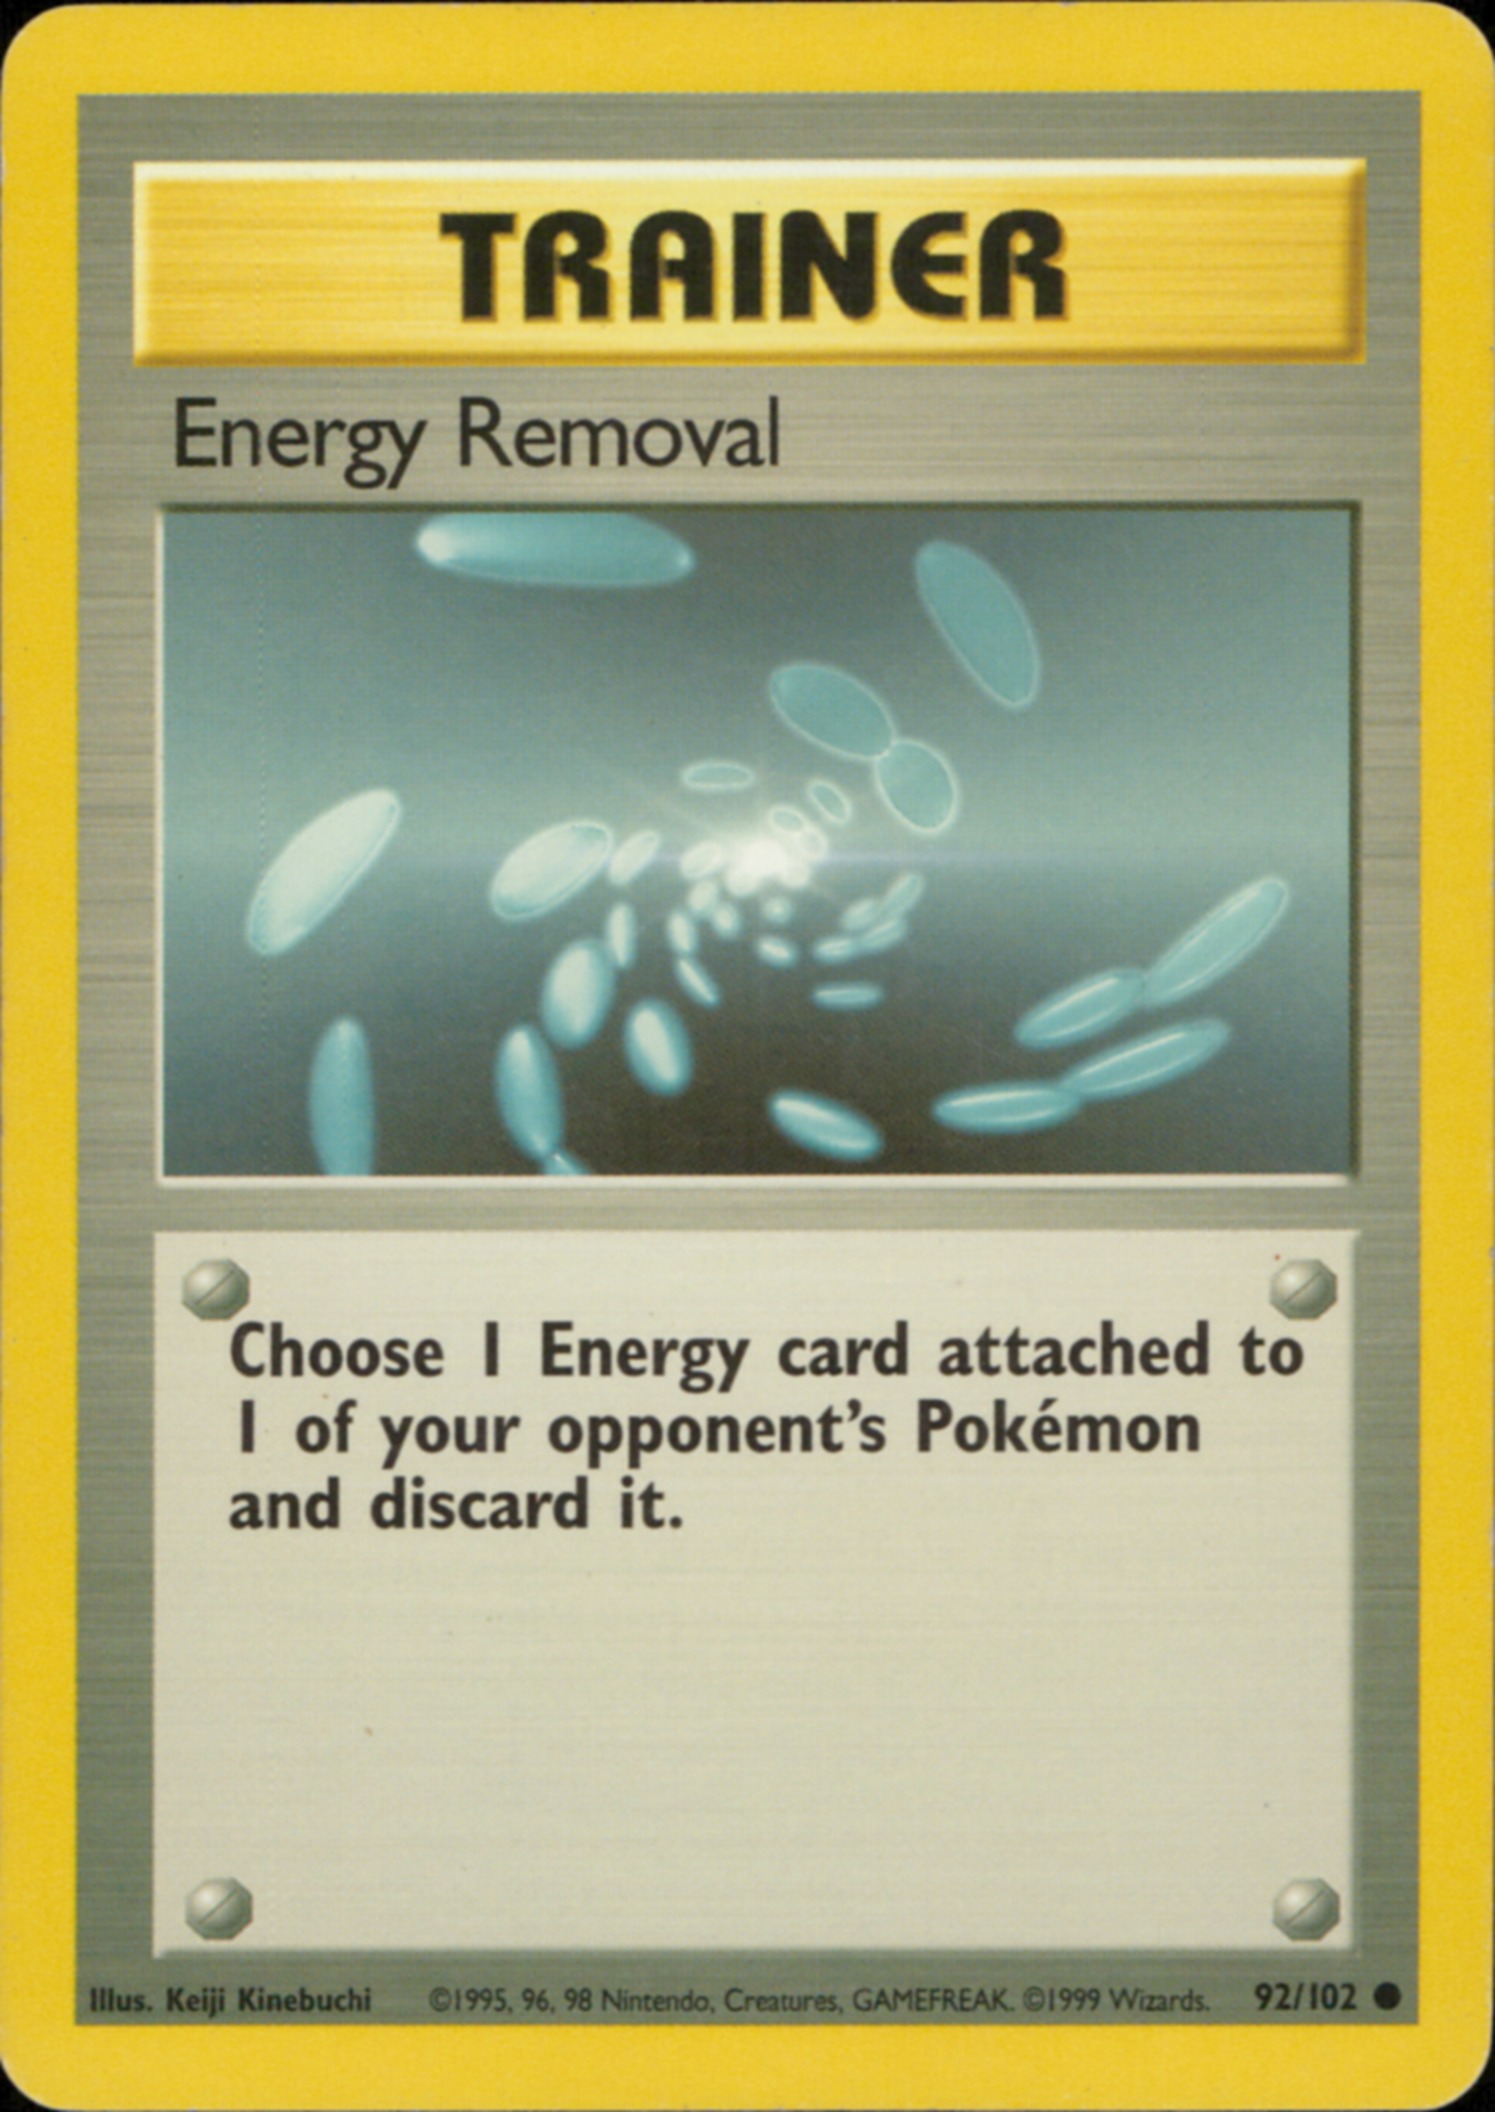 TRAINER
Energy Removal
Choose 1 Energy card attached to
1 of your opponent's Pokémon
and discard it.
Illus. Keiji Kinebuchi ©1995, 96, 98 Nintendo, Creatures, GAMEFREAK. ©1999 Wizards. 92/102 ●